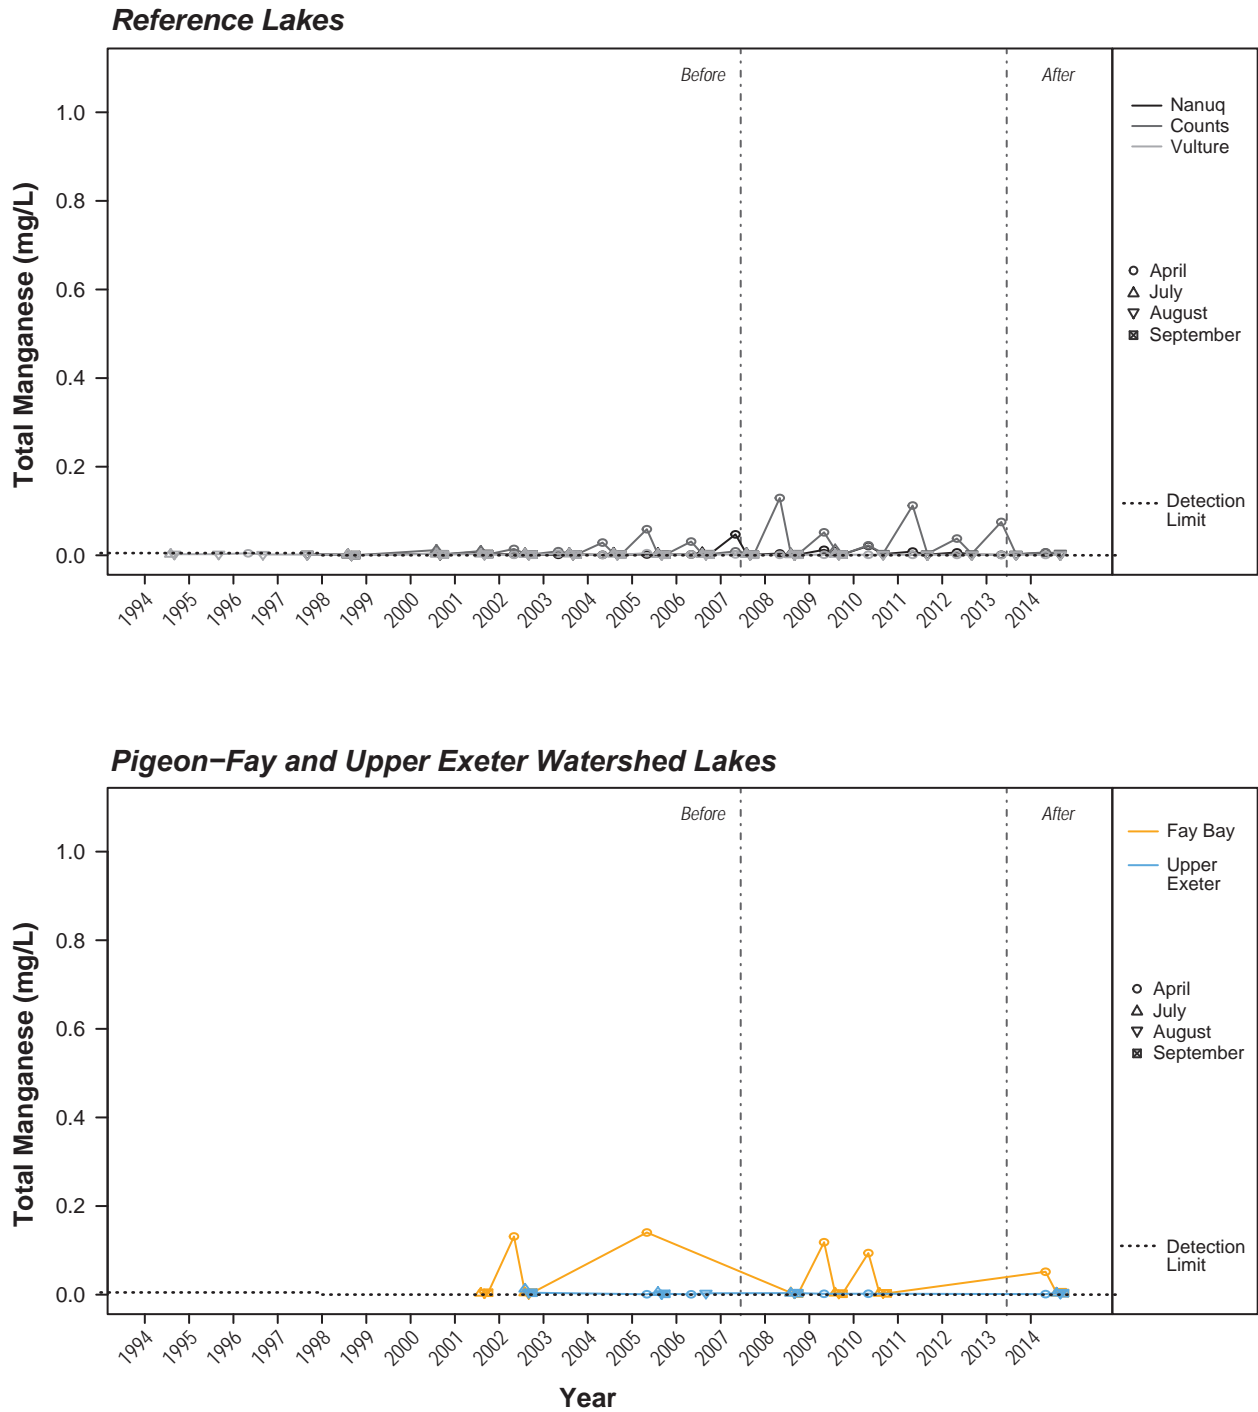 Reference Lakes
Before
After
Total Manganese (mg/L)
1.0
0.8
0.6
0.4
0.2
0.0
1994
1995
1996
1997
1998
1999
2000
2001
2002
2003
2004
2005
2006
2007
2008
2009
2010
2011
2012
2013
2014
Nanuq
Counts
Vulture
April
July
August
September
Detection
Limit
Pigeon−Fay and Upper Exeter Watershed Lakes
Before
After
Total Manganese (mg/L)
1.0
0.8
0.6
0.4
0.2
0.0
1994
1995
1996
1997
1998
1999
2000
2001
2002
2003
2004
2005
2006
2007
2008
2009
2010
2011
2012
2013
2014
Year
Fay Bay
Upper
Exeter
April
July
August
September
Detection
Limit